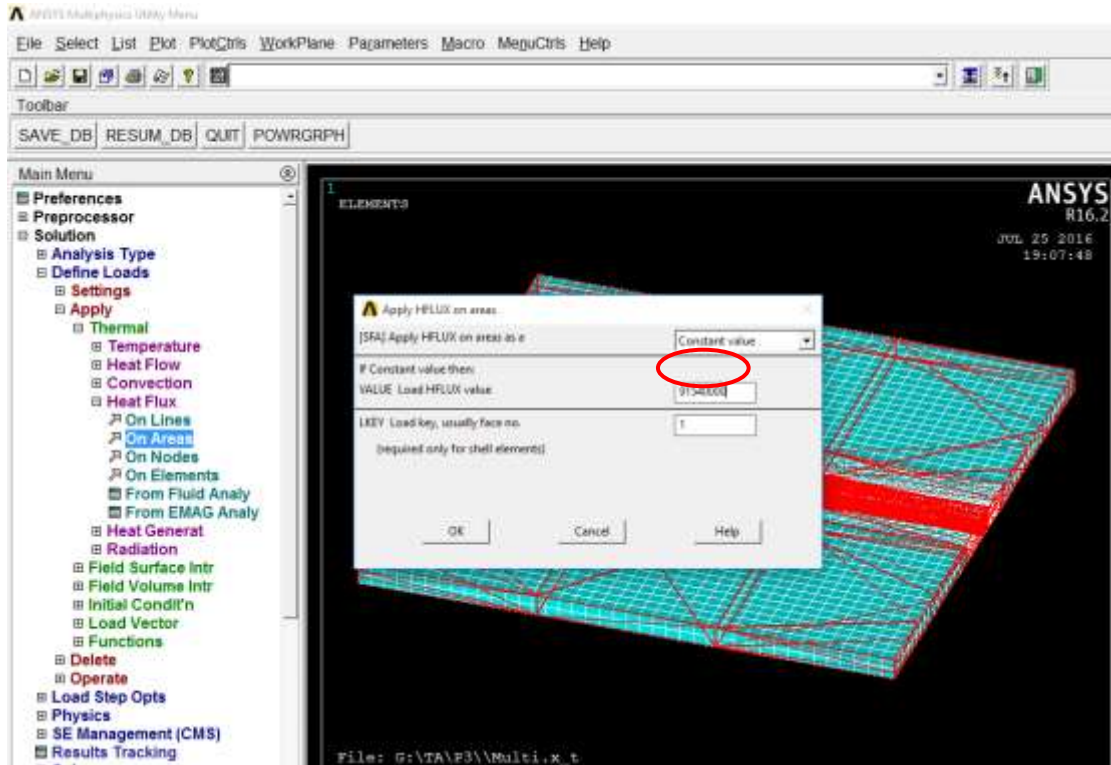 ANSYS Multiphysics Utility Menu
File Select List Plot PlotCtrls WorkPlane Parameters Macro MenuCtrls Help
Toolbar
SAVE_DB RESUM_DB QUIT POWRGRPH
Main Menu
Preferences
Preprocessor
Solution
Analysis Type
Define Loads
Settings
Apply
Thermal
Temperature
Heat Flow
Convection
Heat Flux
On Lines
On Areas
On Nodes
On Elements
From Fluid Analy
From EMAG Analy
Heat Generat
Radiation
Field Surface Intr
Field Volume Intr
Initial Condit'n
Load Vector
Functions
Delete
Operate
Load Step Opts
Physics
SE Management (CMS)
Results Tracking
1
ELEMENTS
ANSYS
R16.2
JUL 25 2016
19:07:48
Apply HFLUX on areas
[SFA] Apply HFLUX on areas as a Constant value
If Constant value then:
VALUE Load HFLUX value 91540000
LKEY Load key, usually face no. 1
(required only for shell elements)
OK Cancel Help
File: G:\TA\P3\\Multi.x_t